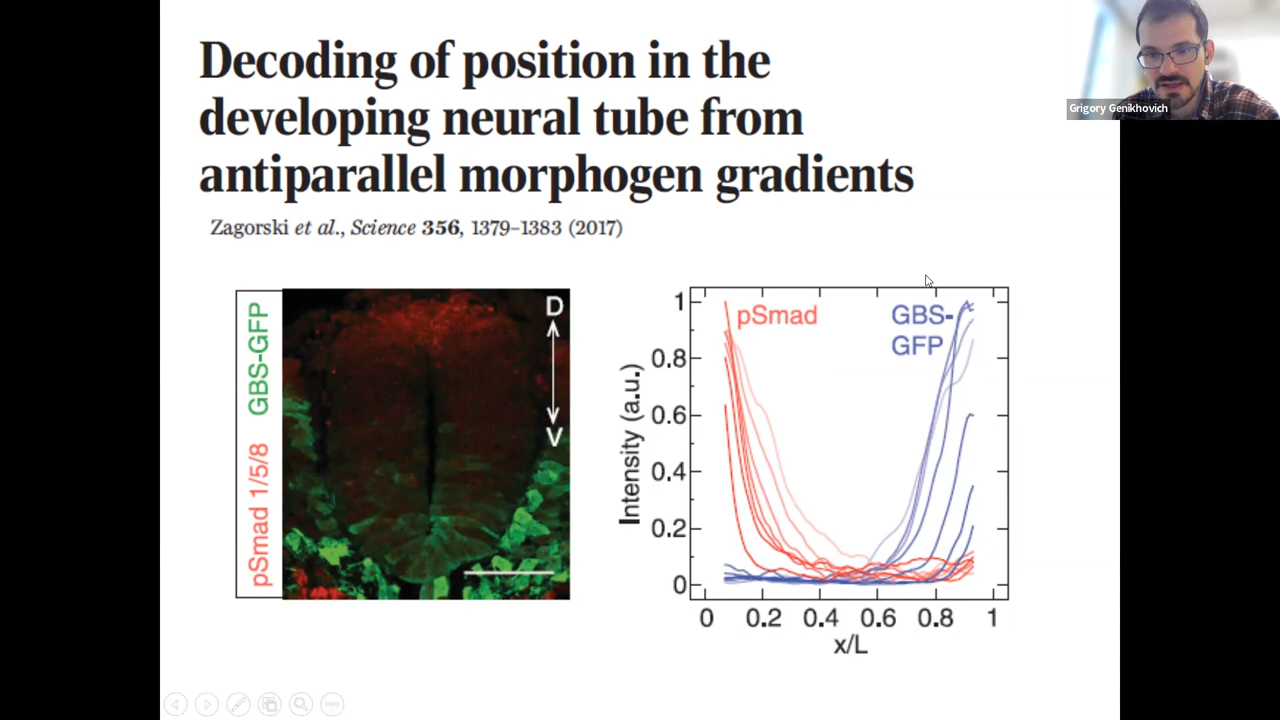 Decoding of position in the
developing neural tube from
antiparallel morphogen gradients
Zagorski et al., Science 356, 1379–1383 (2017)
Grigory Genikhovich
pSmad 1/5/8 GBS-GFP
D
V
Intensity (a.u.)
1
0.8
0.6
0.4
0.2
0
pSmad
GBS-
GFP
0 0.2 0.4 0.6 0.8 1
x/L